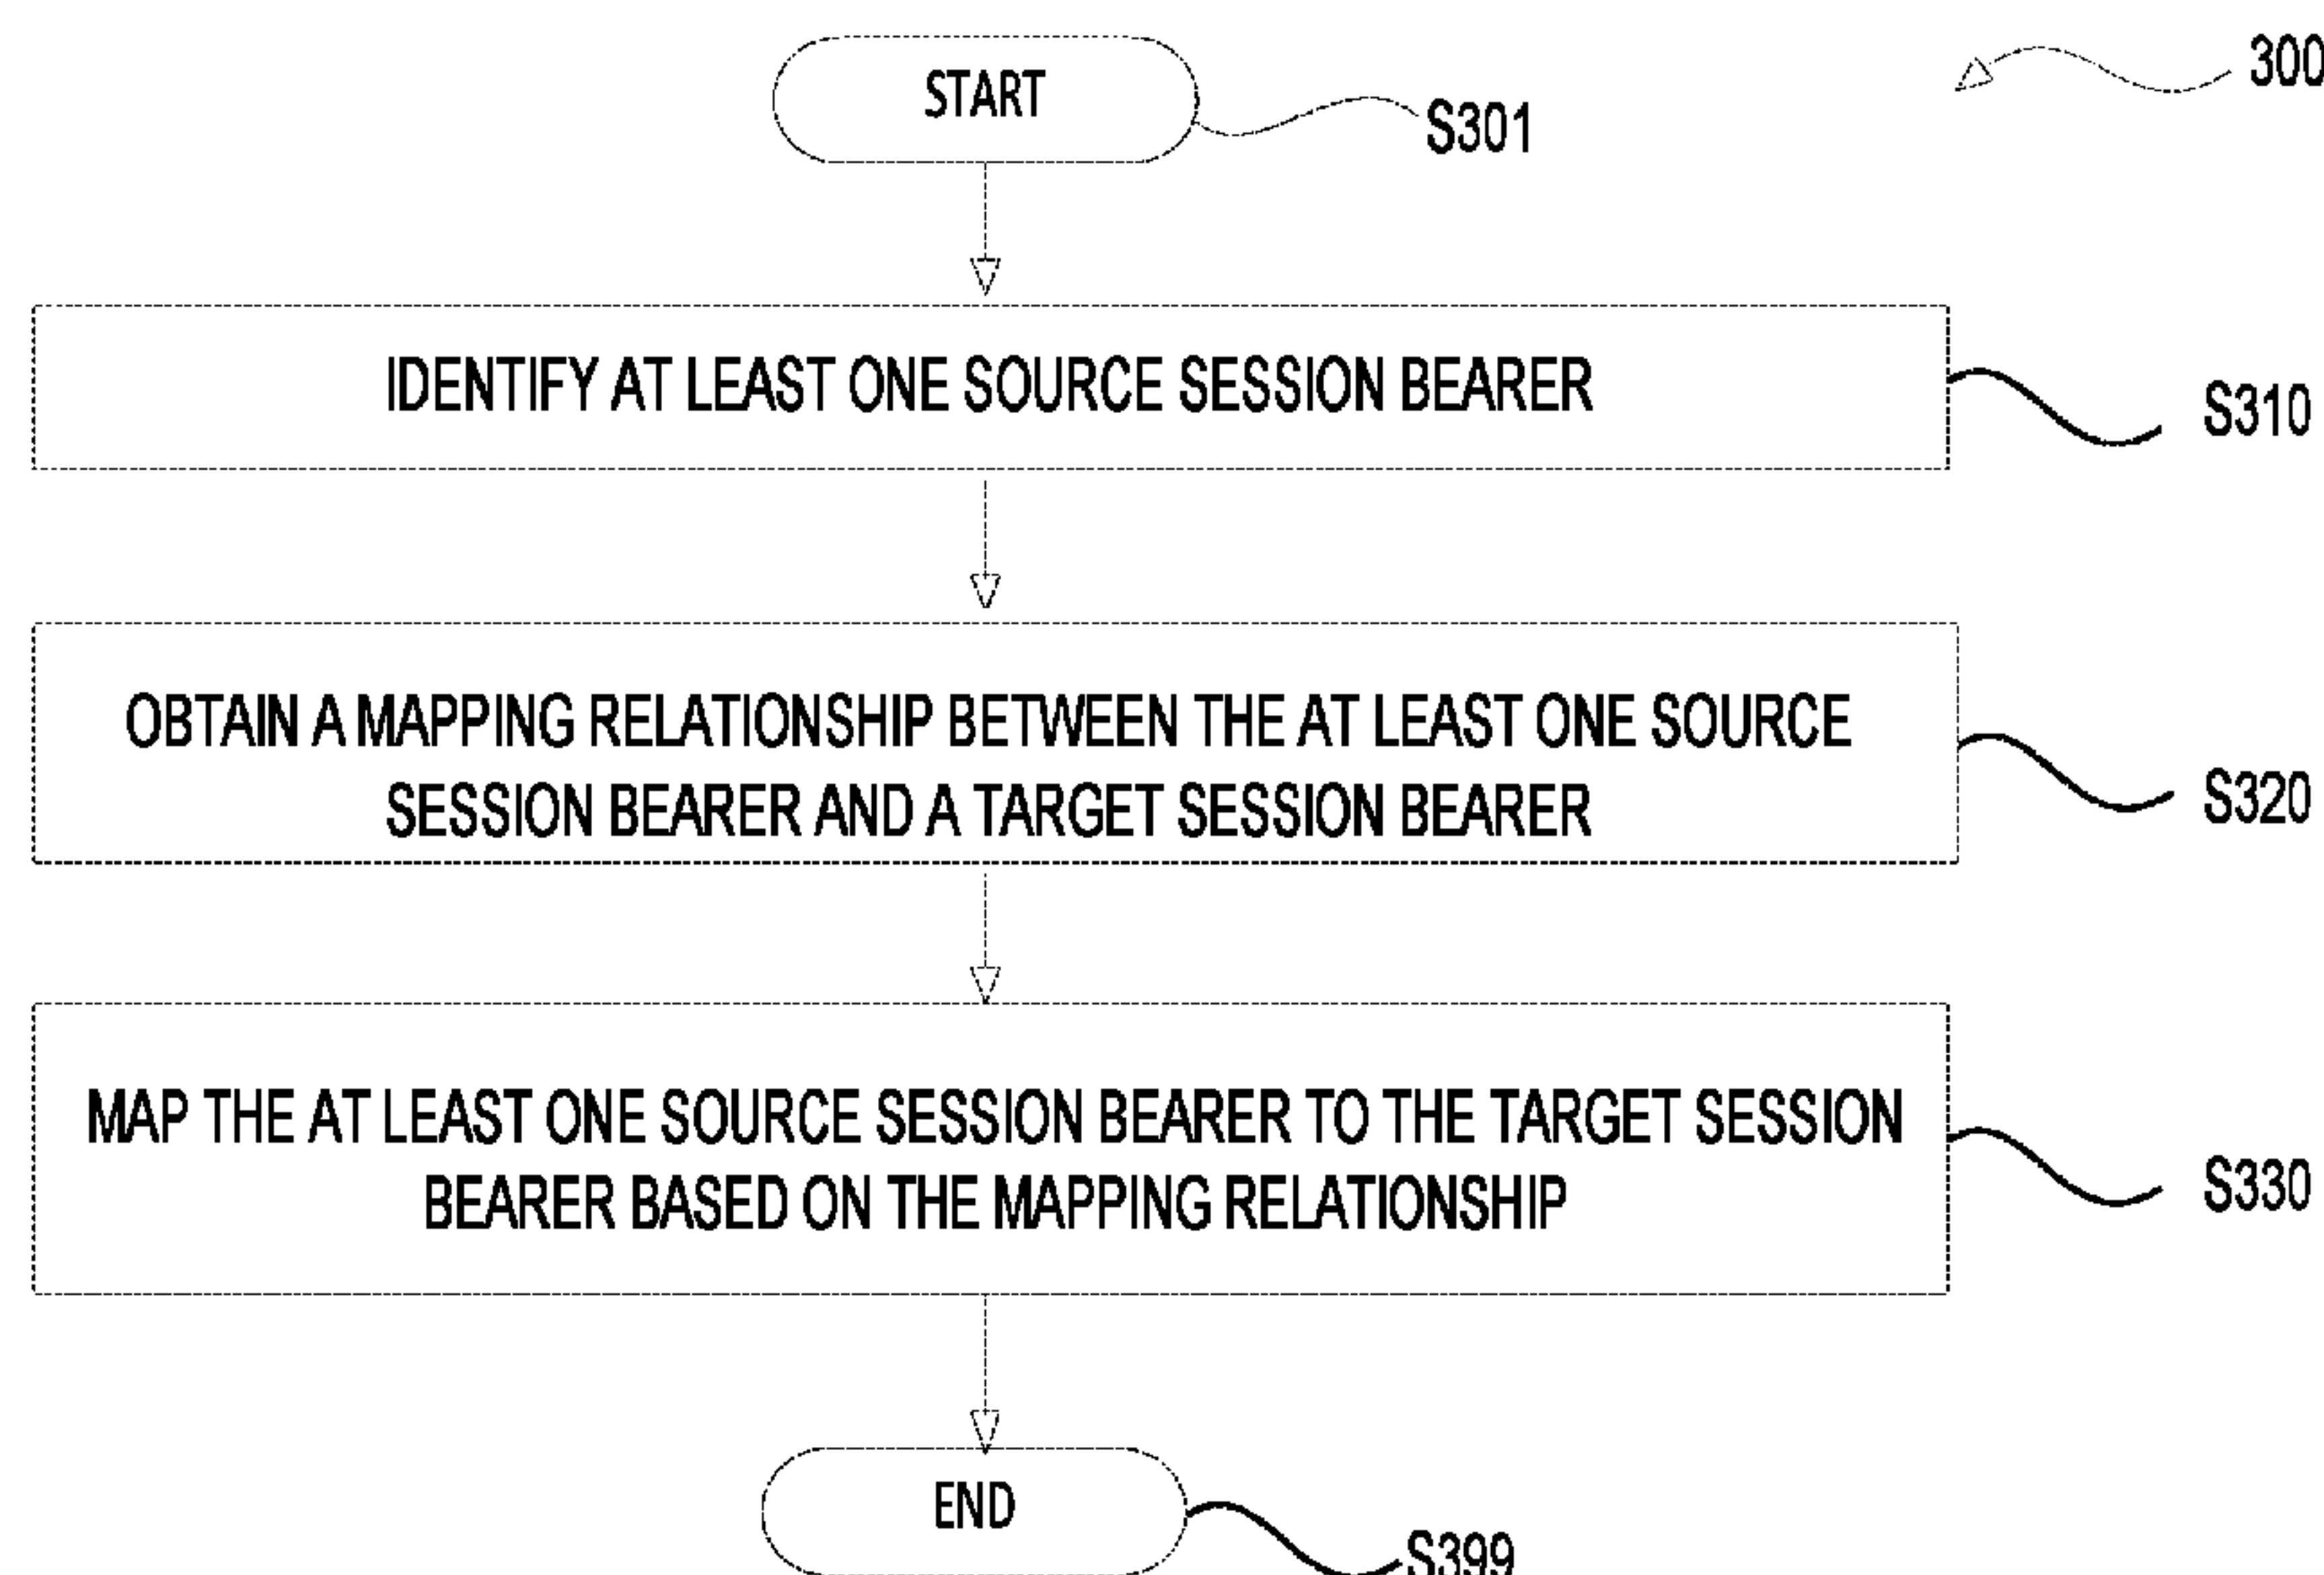 START
300
S301
IDENTIFY AT LEAST ONE SOURCE SESSION BEARER
S310
OBTAIN A MAPPING RELATIONSHIP BETWEEN THE AT LEAST ONE SOURCE
SESSION BEARER AND A TARGET SESSION BEARER
S320
MAP THE AT LEAST ONE SOURCE SESSION BEARER TO THE TARGET SESSION
BEARER BASED ON THE MAPPING RELATIONSHIP
S330
END
S399